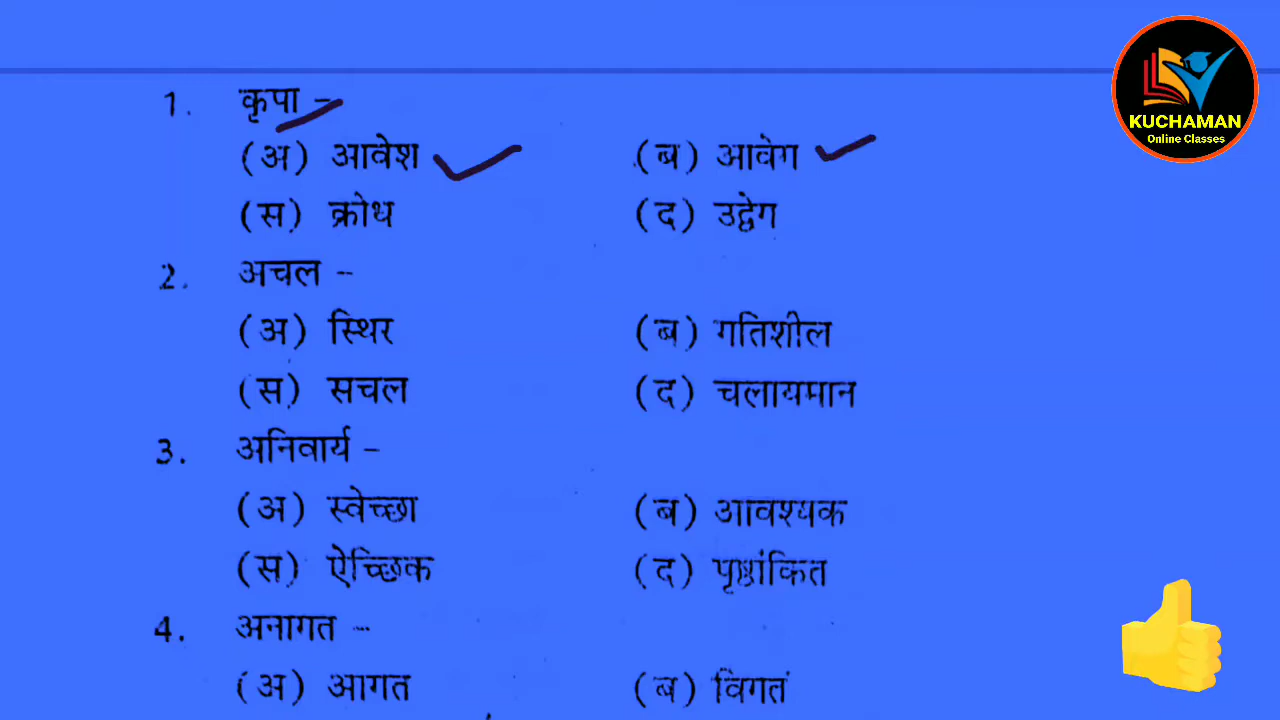 KUCHAMAN
Online Classes
1. कृपा -
(अ) आवेश (ब) आवेग
(स) क्रोध (द) उद्वेग
2. अचल -
(अ) स्थिर (ब) गतिशील
(स) सचल (द) चलायमान
3. अनिवार्य -
(अ) स्वेच्छा (ब) आवश्यक
(स) ऐच्छिक (द) पृष्ठांकित
4. अनागत -
(अ) आगत (ब) विगत